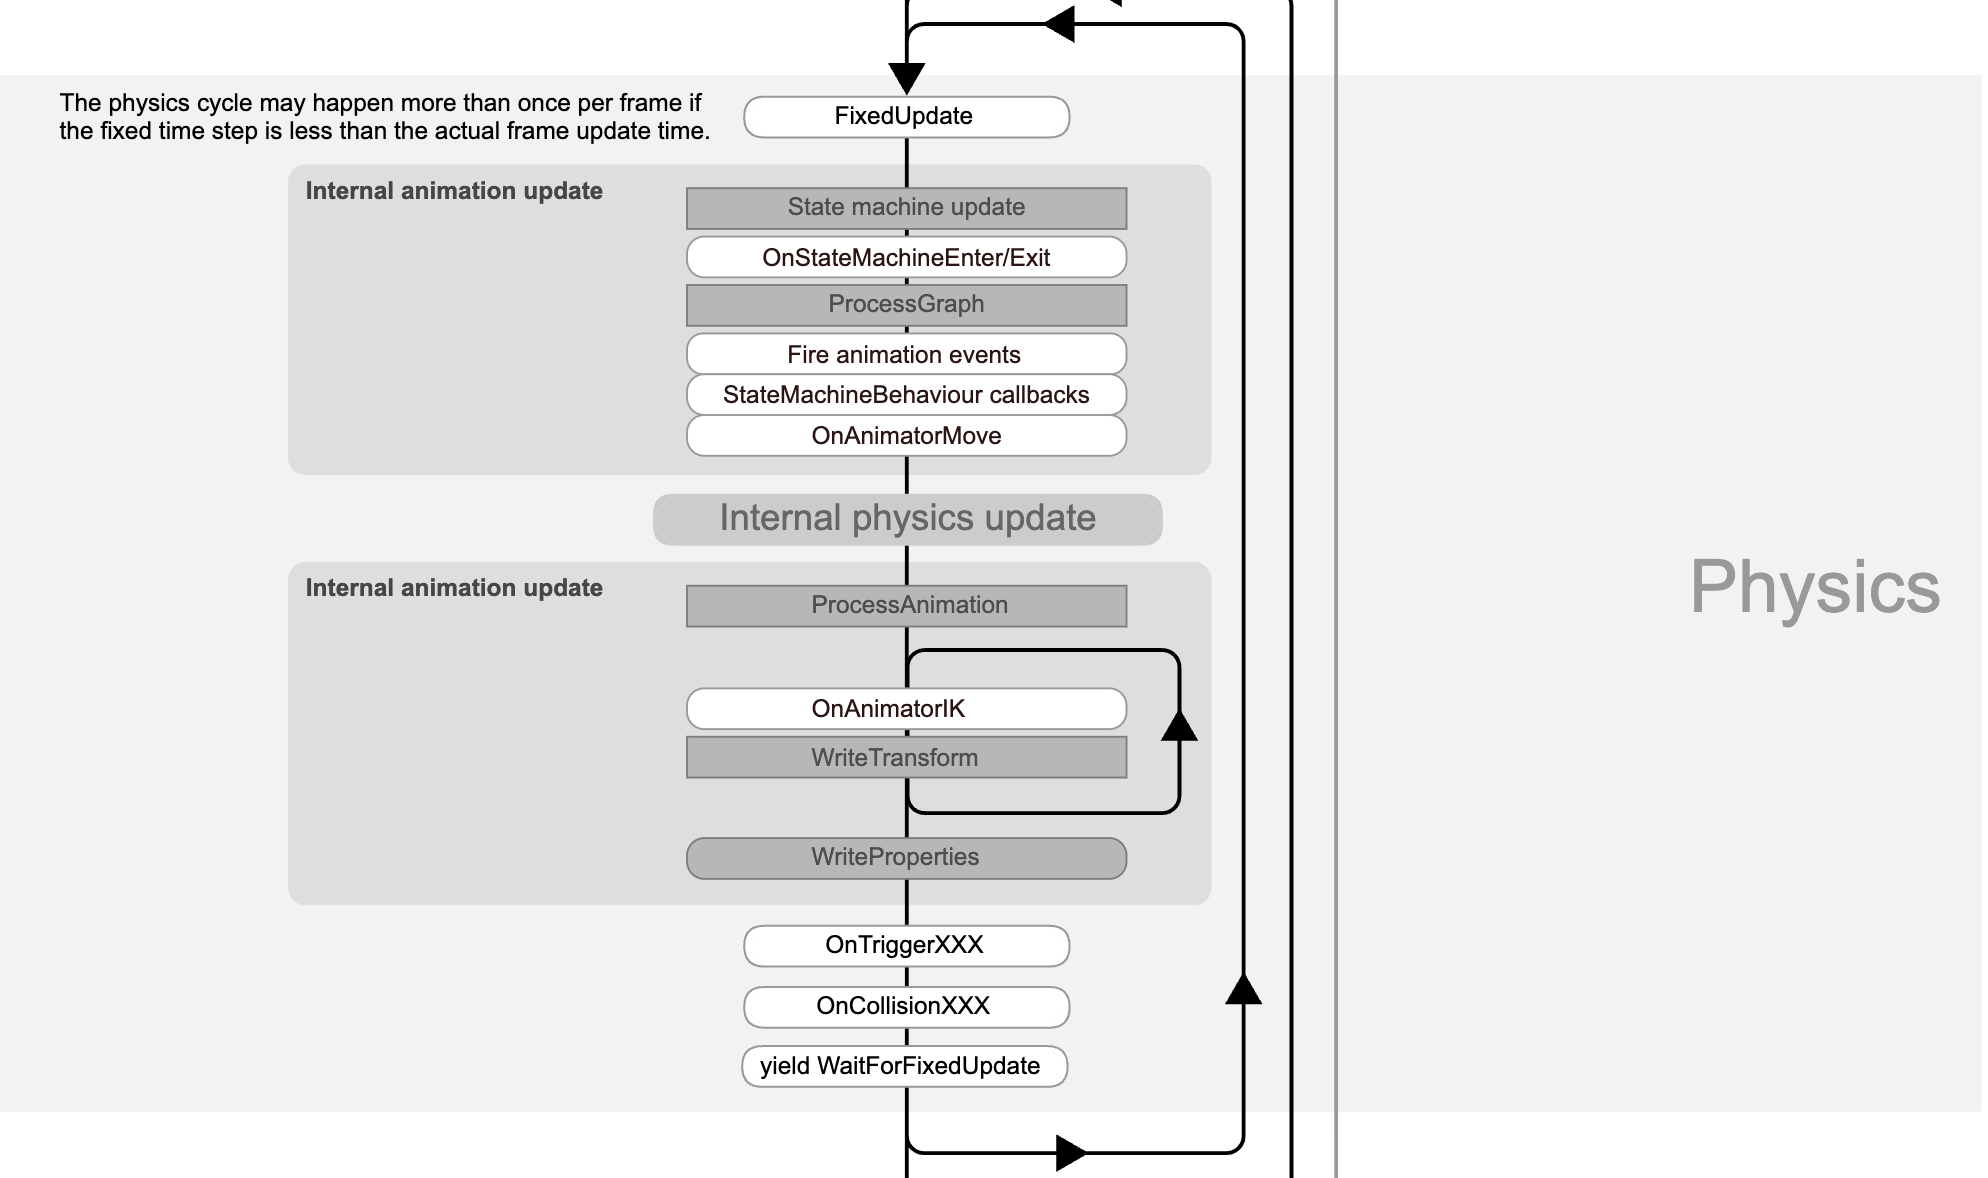 The physics cycle may happen more than once per frame if
the fixed time step is less than the actual frame update time.
FixedUpdate
Internal animation update
State machine update
OnStateMachineEnter/Exit
ProcessGraph
Fire animation events
StateMachineBehaviour callbacks
OnAnimatorMove
Internal physics update
Physics
Internal animation update
ProcessAnimation
OnAnimatorIK
WriteTransform
WriteProperties
OnTriggerXXX
OnCollisionXXX
yield WaitForFixedUpdate